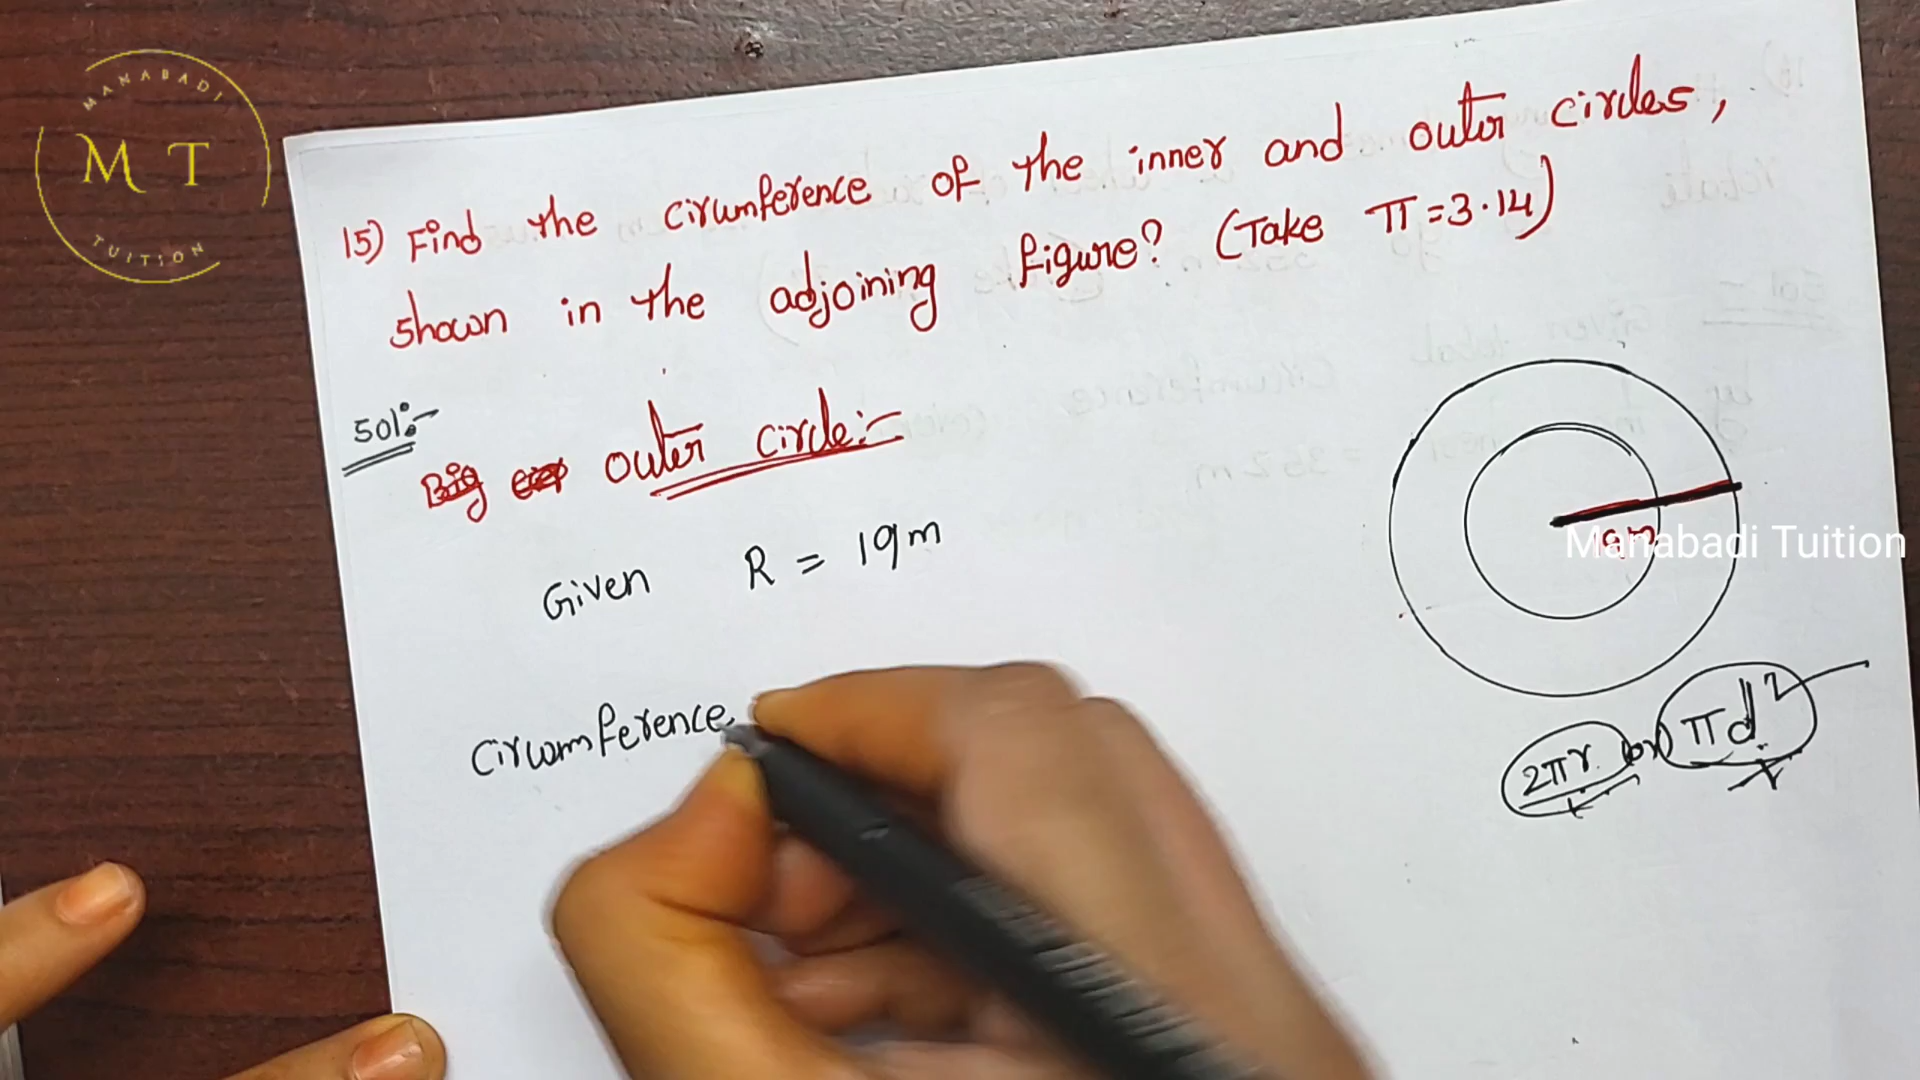 MANABADI
M T
TUITION
15) Find the circumference of the inner and outer circles,
shown in the adjoining figure? (Take π=3.14)
Sol:-
Big outer circle:-
Given R = 19m
19m
Manabadi Tuition
Circumference
2πr (or) πd